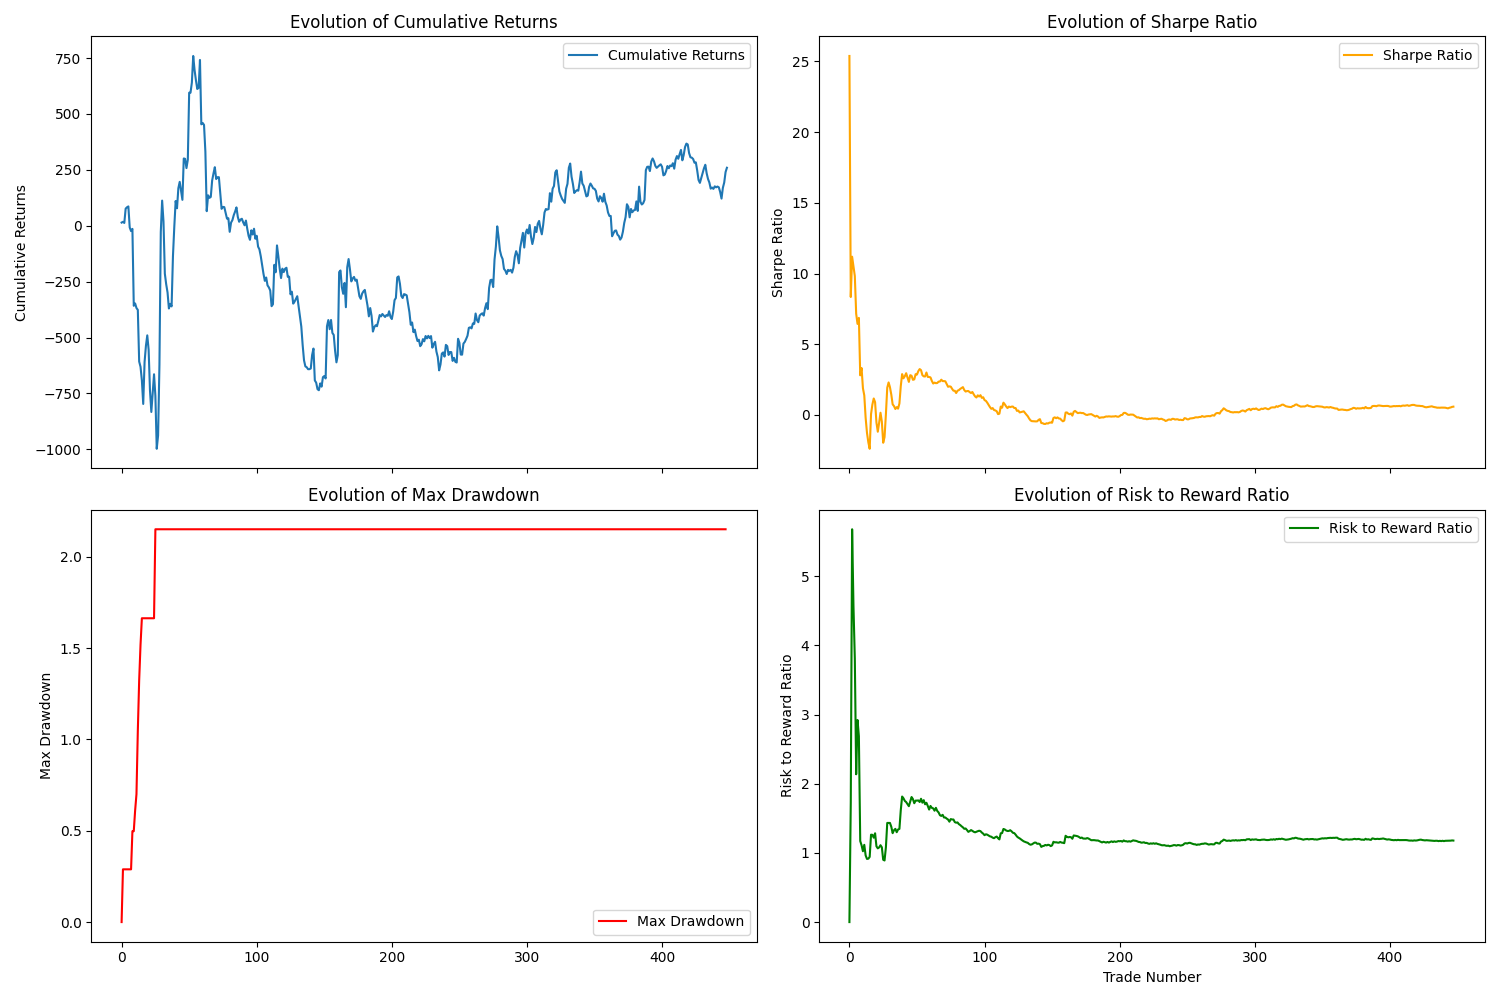 Evolution of Cumulative Returns
Cumulative Returns
750
500
250
0
−250
−500
−750
−1000
Cumulative Returns
Evolution of Sharpe Ratio
Sharpe Ratio
25
20
15
10
5
0
Sharpe Ratio
Evolution of Max Drawdown
Max Drawdown
2.0
1.5
1.0
0.5
0.0
Max Drawdown
0 100 200 300 400
Evolution of Risk to Reward Ratio
Risk to Reward Ratio
5
4
3
2
1
0
Risk to Reward Ratio
0 100 200 300 400
Trade Number